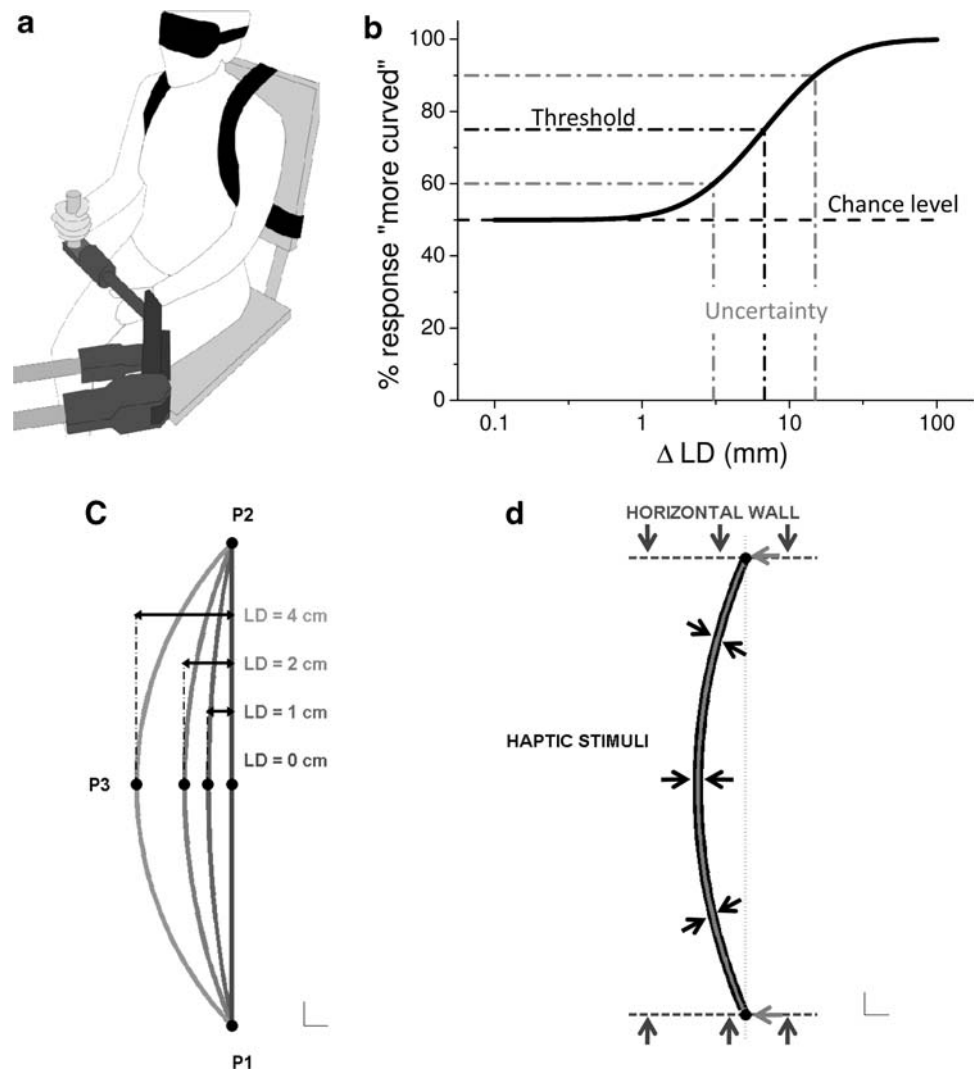 a
b
% response "more curved"
100
80
60
40
20
0
Threshold
Chance level
Uncertainty
0.1 1 10 100
Δ LD (mm)
C
P2
LD = 4 cm
LD = 2 cm
LD = 1 cm
LD = 0 cm
P3
P1
d
HORIZONTAL WALL
HAPTIC STIMULI